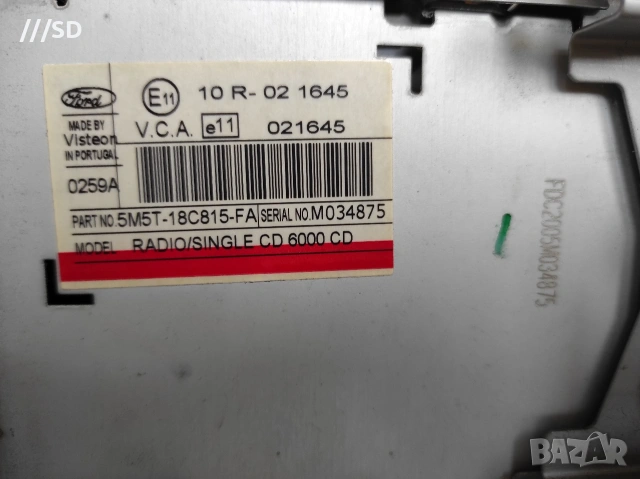 ///SD
Ford
E11
10 R- 02 1645
MADE BY
Visteon
IN PORTUGAL
V.C.A.
e11
021645
0259A
PART NO. 5M5T-18C815-FA
SERIAL NO. M034875
MODEL RADIO/SINGLE CD 6000 CD
FDC2005M034875
BAZAR